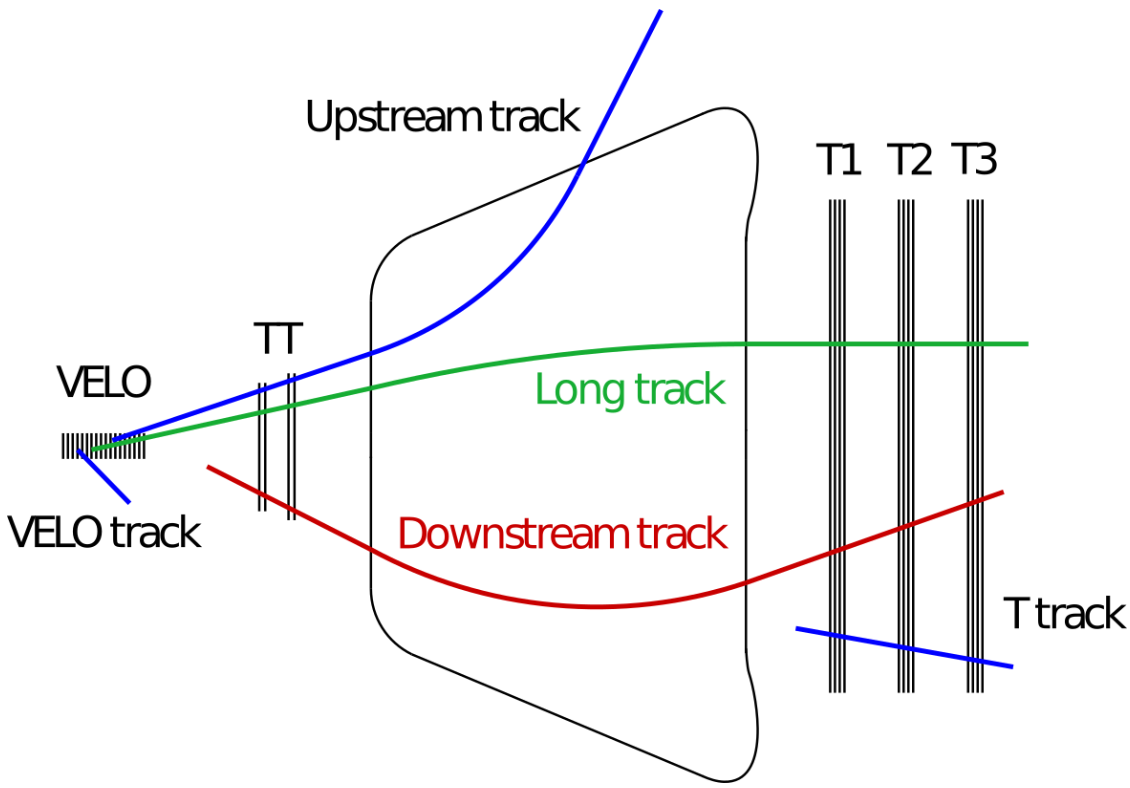 Upstream track
T1 T2 T3
TT
VELO
Long track
VELO track
Downstream track
T track